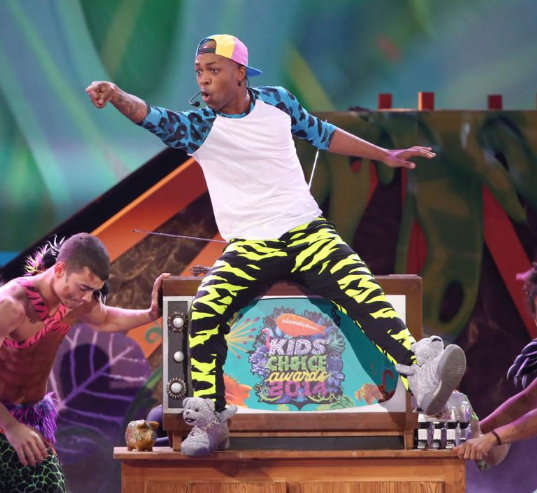 nickelodeon
KIDS'
CHOICE
awards
2014